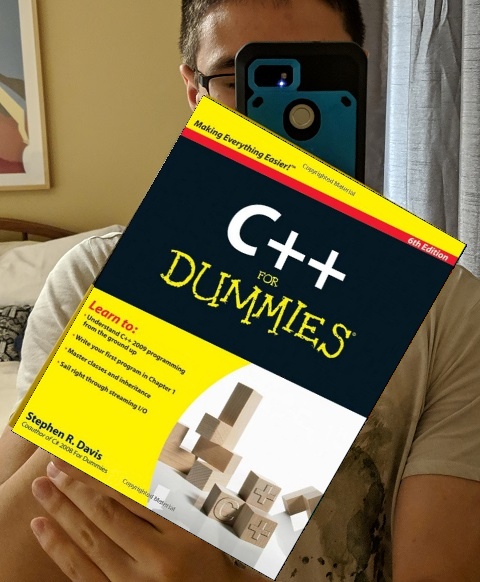 Making Everything Easier!™
Copyrighted Material
6th Edition
C++
FOR
DUMMIES®
Learn to:
• Understand C++ 2009 programming
from the ground up
• Write your first program in Chapter 1
• Master classes and inheritance
• Sail right through streaming I/O
Stephen R. Davis
Coauthor of C# 2008 For Dummies
Copyrighted Material
C
++